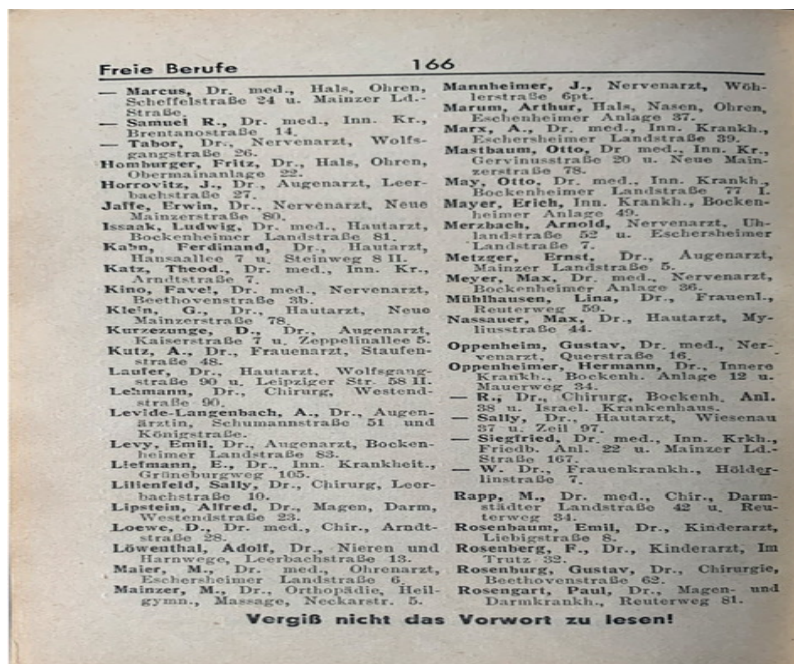 Freie Berufe 166
— Marcus, Dr. med., Hals, Ohren,
Scheffelstraße 24 u. Mainzer Ld.-
Straße.
— Samuel R., Dr. med., Inn. Kr.,
Brentanostraße 14.
— Tabor, Dr., Nervenarzt, Wolfs-
gangstraße 26.
Homburger, Fritz, Dr., Hals, Ohren,
Obermainanlage 22.
Horrovitz, J., Dr., Augenarzt, Leer-
bachstraße 27.
Jaffe, Erwin, Dr., Nervenarzt, Neue
Mainzerstraße 80.
Issaak, Ludwig, Dr. med., Hautarzt,
Bockenheimer Landstraße 81.
Kahn, Ferdinand, Dr., Hautarzt,
Hansaallee 7 u. Steinweg 8 II.
Katz, Theod., Dr. med., Inn. Kr.,
Arndtstraße 7.
Kino, Favel, Dr. med., Nervenarzt,
Beethovenstraße 3b.
Klein, G., Dr., Hautarzt, Neue
Mainzerstraße 78.
Kurzezunge, D., Dr., Augenarzt,
Kaiserstraße 7 u. Zeppelinallee 5.
Kutz, A., Dr., Frauenarzt, Staufen-
straße 48.
Laufer, Dr., Hautarzt, Wolfsgang-
straße 90 u. Leipziger Str. 58 II.
Lehmann, Dr., Chirurg, Westend-
straße 90.
Levide-Langenbach, A., Dr., Augen-
ärztin, Schumannstraße 51 und
Königstraße.
Levy, Emil, Dr., Augenarzt, Bocken-
heimer Landstraße 83.
Liefmann, E., Dr., Inn. Krankheit.,
Grüneburgweg 105.
Lilienfeld, Sally, Dr., Chirurg, Leer-
bachstraße 10.
Lipstein, Alfred, Dr., Magen, Darm,
Westendstraße 23.
Loewe, D., Dr. med., Chir., Arndt-
straße 28.
Löwenthal, Adolf, Dr., Nieren und
Harnwege, Leerbachstraße 13.
Maier, M., Dr. med., Ohrenarzt,
Eschersheimer Landstraße 6.
Mainzer, M., Dr., Orthopädie, Heil-
gymn., Massage, Neckarstr. 5.
Mannheimer, J., Nervenarzt, Wöh-
lerstraße 6pt.
Marum, Arthur, Hals, Nasen, Ohren,
Eschenheimer Anlage 37.
Marx, A., Dr. med., Inn. Krankh.,
Eschersheimer Landstraße 39.
Mastbaum, Otto, Dr med., Inn. Kr.,
Gervinusstraße 20 u. Neue Main-
zerstraße 78.
May, Otto, Dr. med., Inn. Krankh.,
Bockenheimer Landstraße 77 I.
Mayer, Erich, Inn. Krankh., Bocken-
heimer Anlage 49.
Merzbach, Arnold, Nervenarzt, Uh-
landstraße 52 u. Eschersheimer
Landstraße 7.
Metzger, Ernst, Dr., Augenarzt,
Mainzer Landstraße 5.
Meyer, Max, Dr. med., Nervenarzt,
Bockenheimer Anlage 36.
Mühlhausen, Lina, Dr., Frauenl.,
Reuterweg 59.
Nassauer, Max, Dr., Hautarzt, My-
liusstraße 44.
Oppenheim, Gustav, Dr. med., Ner-
venarzt, Querstraße 16.
Oppenheimer, Hermann, Dr., Innere
Krankh., Bockenh. Anlage 12 u.
Mauerweg 34.
— R., Dr., Chirurg, Bockenh. Anl.
38 u. Israel. Krankenhaus.
— Sally, Dr., Hautarzt, Wiesenau
37 u. Zeil 97.
— Siegfried, Dr. med., Inn. Krkh.,
Friedb. Anl. 22 u. Mainzer Ld.-
Straße 167.
— W. Dr., Frauenkrankh., Hölder-
linstraße 7.
Rapp, M., Dr. med., Chir., Darm-
städter Landstraße 42 u. Reu-
terweg 34.
Rosenbaum, Emil, Dr., Kinderarzt,
Liebigstraße 8.
Rosenberg, F., Dr., Kinderarzt, Im
Trutz 32.
Rosenburg, Gustav, Dr., Chirurgie,
Beethovenstraße 62.
Rosengart, Paul, Dr., Magen- und
Darmkrankh., Reuterweg 81.
Vergiß nicht das Vorwort zu lesen!